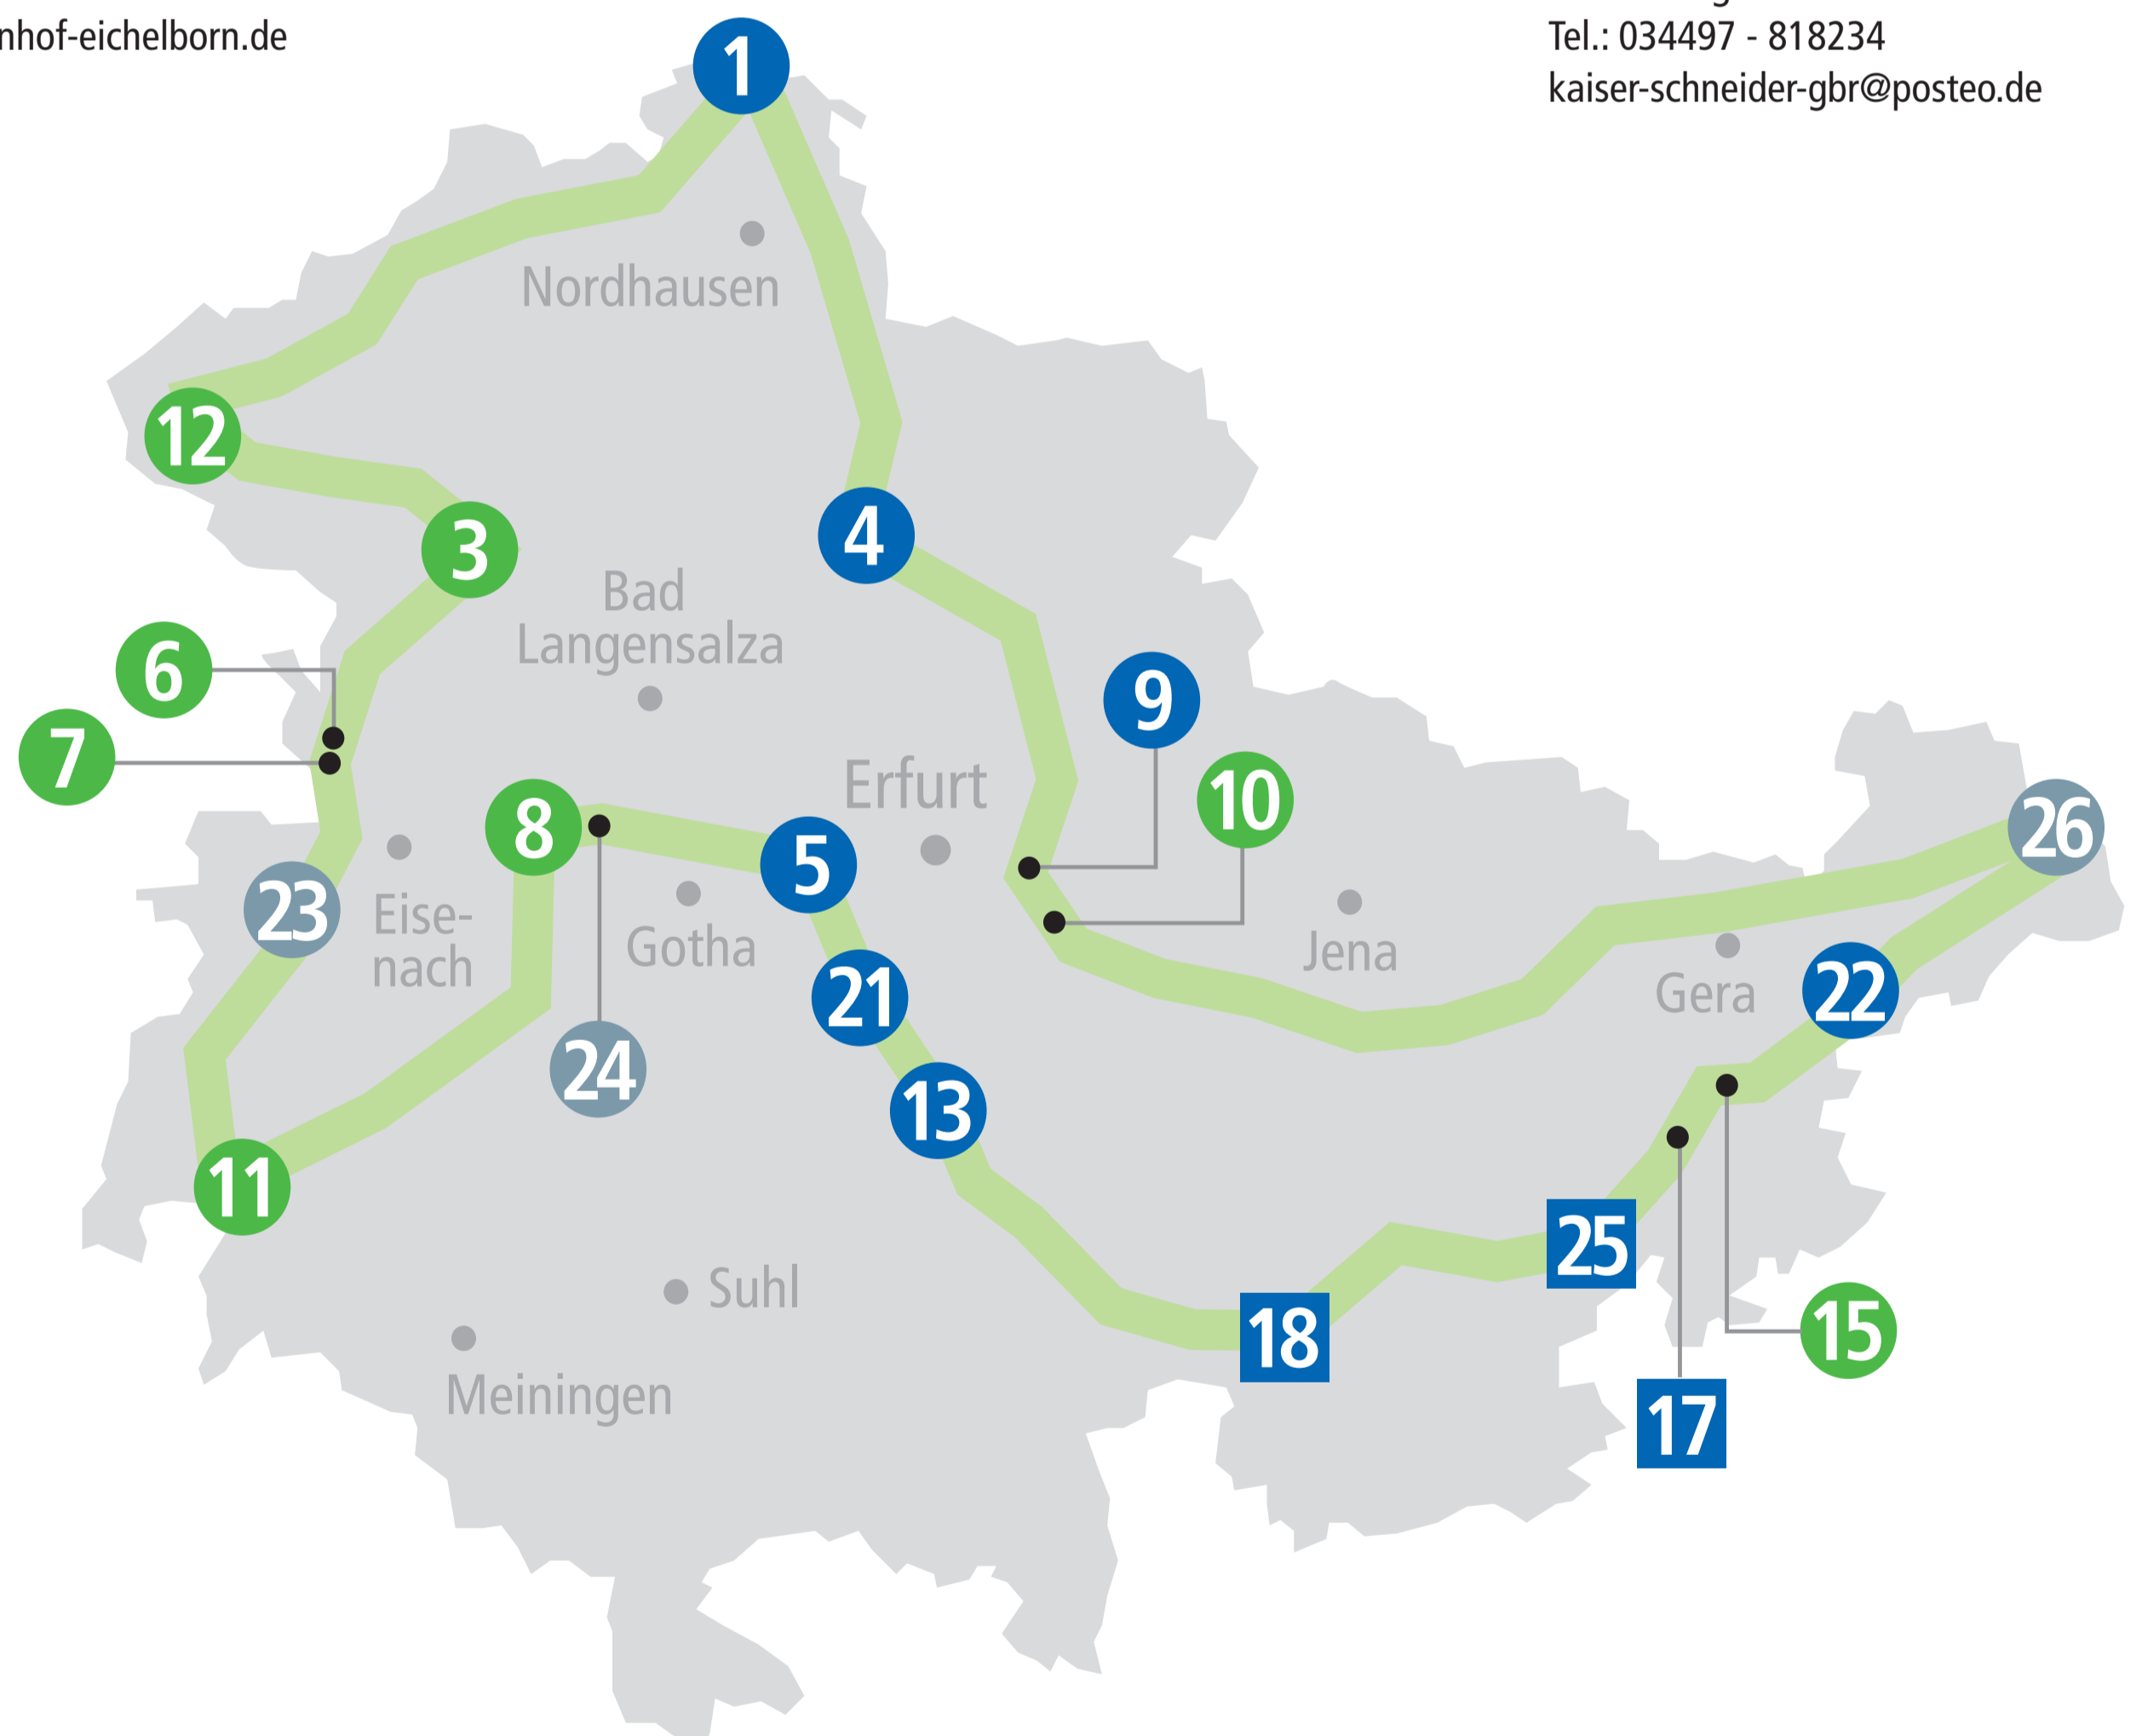 nhof-eichelborn.de
Tel.: 034497 - 818234
kaiser-schneider-gbr@posteo.de
1
Nordhausen
12
3
4
Bad
Langensalza
6
7
9
10
Erfurt
8
5
26
23
Eise-
nach
Gotha
Jena
Gera
22
21
24
13
11
Suhl
25
18
15
Meiningen
17